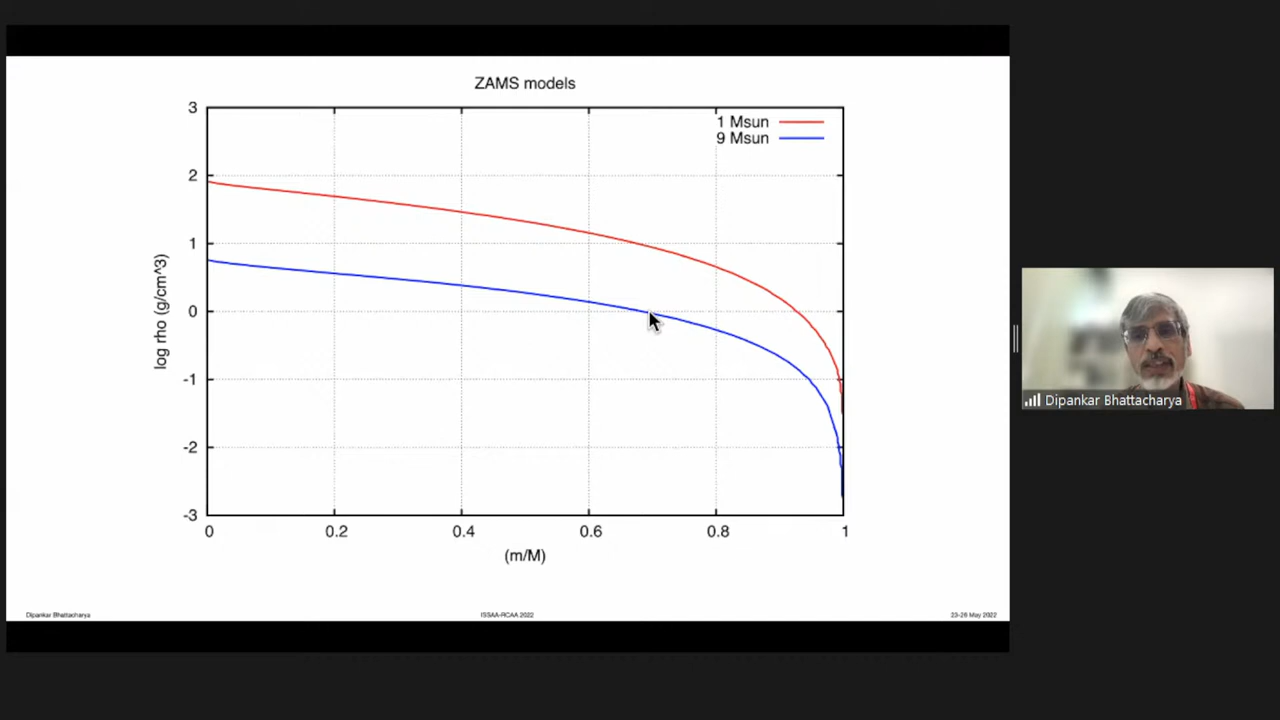 ZAMS models
3
1 Msun
9 Msun
2
1
log rho (g/cm^3)
0
-1
-2
-3
0 0.2 0.4 0.6 0.8 1
(m/M)
Dipankar Bhattacharya
Dipankar Bhattacharya ISSAA-RCAA 2022 23-28 May 2022